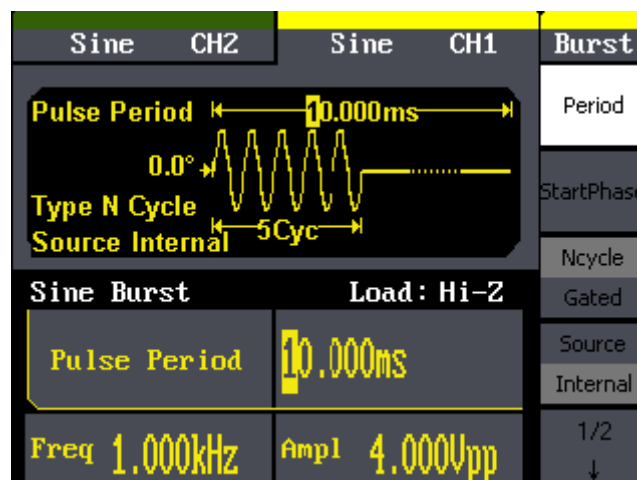 Sine CH2 Sine CH1 Burst
Pulse Period 10.000ms
0.0°
Type N Cycle
Source Internal 5Cyc
Sine Burst Load: Hi-Z
Pulse Period 10.000ms
Freq 1.000kHz Ampl 4.000Vpp
Period
StartPhase
Ncycle
Gated
Source
Internal
1/2
↓